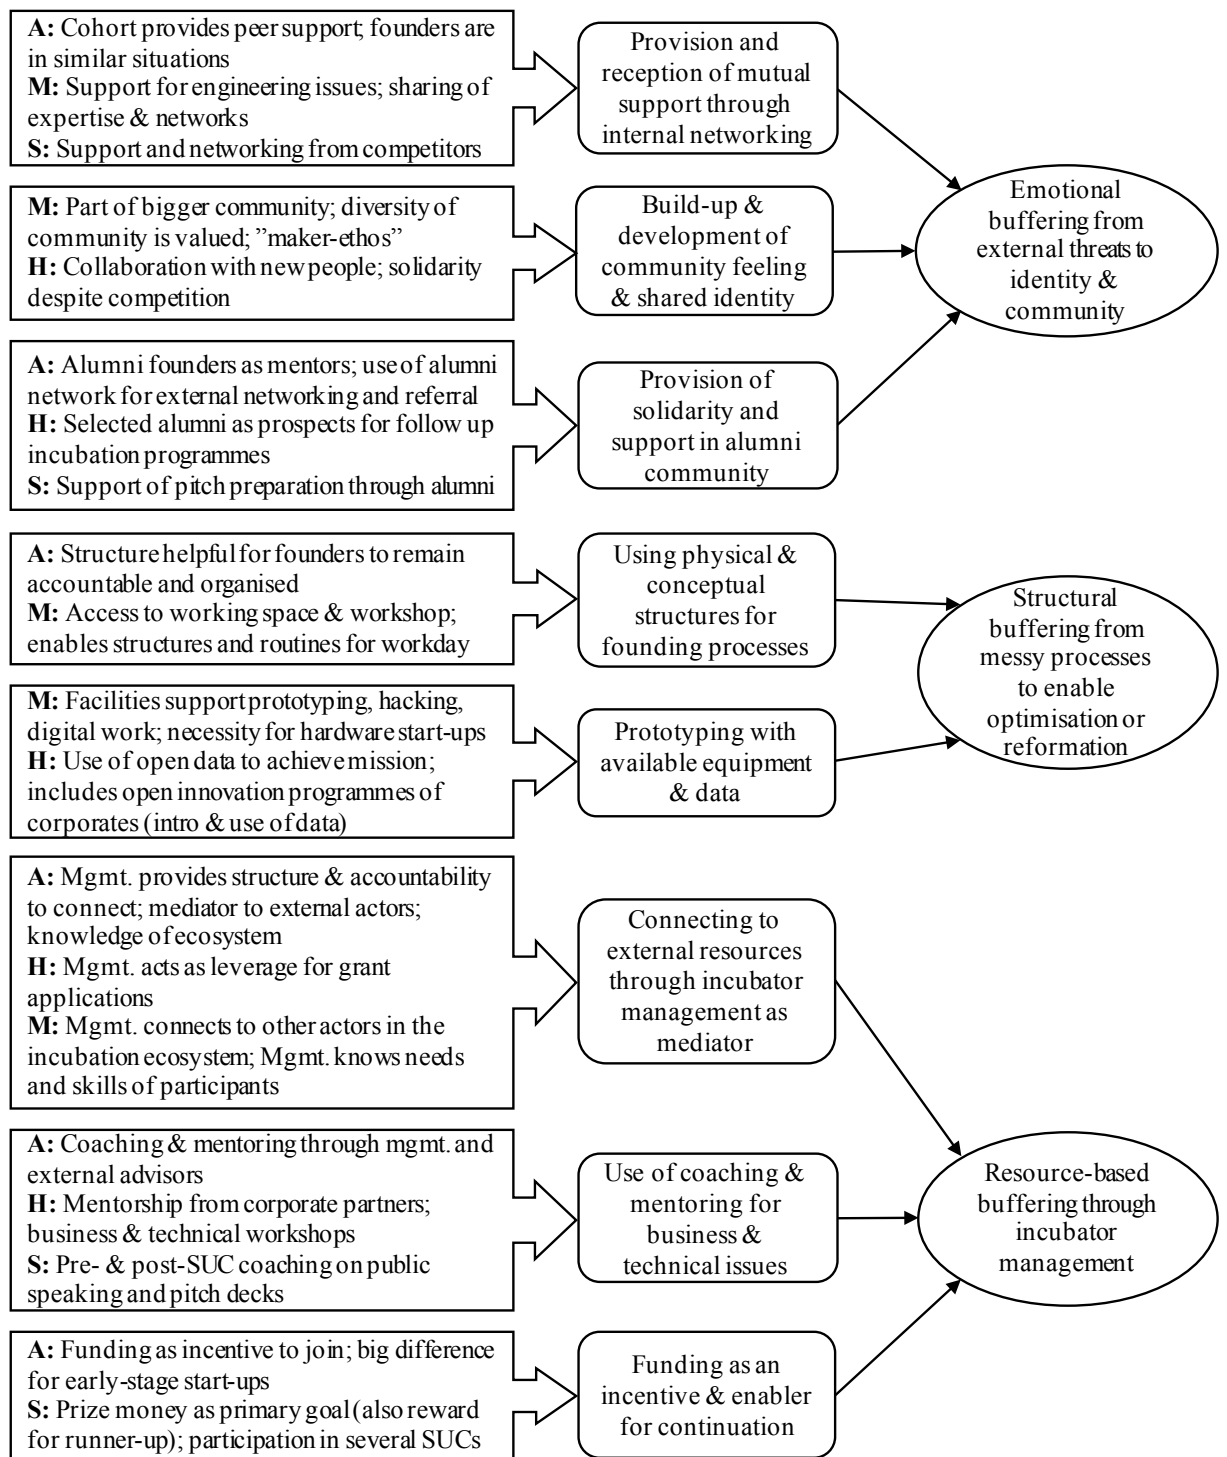 A: Cohort provides peer support; founders are
in similar situations
M: Support for engineering issues; sharing of
expertise & networks
S: Support and networking from competitors
Provision and
reception of mutual
support through
internal networking
M: Part of bigger community; diversity of
community is valued; ”maker-ethos”
H: Collaboration with new people; solidarity
despite competition
Build-up &
development of
community feeling
& shared identity
Emotional
buffering from
external threats to
identity &
community
A: Alumni founders as mentors; use of alumni
network for external networking and referral
H: Selected alumni as prospects for follow up
incubation programmes
S: Support of pitch preparation through alumni
Provision of
solidarity and
support in alumni
community
A: Structure helpful for founders to remain
accountable and organised
M: Access to working space & workshop;
enables structures and routines for workday
Using physical &
conceptual
structures for
founding processes
Structural
buffering from
messy processes
to enable
optimisation or
reformation
M: Facilities support prototyping, hacking,
digital work; necessity for hardware start-ups
H: Use of open data to achieve mission;
includes open innovation programmes of
corporates (intro & use of data)
Prototyping with
available equipment
& data
A: Mgmt. provides structure & accountability
to connect; mediator to external actors;
knowledge of ecosystem
H: Mgmt. acts as leverage for grant
applications
M: Mgmt. connects to other actors in the
incubation ecosystem; Mgmt. knows needs
and skills of participants
Connecting to
external resources
through incubator
management as
mediator
A: Coaching & mentoring through mgmt. and
external advisors
H: Mentorship from corporate partners;
business & technical workshops
S: Pre- & post-SUC coaching on public
speaking and pitch decks
Use of coaching &
mentoring for
business &
technical issues
Resource-based
buffering through
incubator
management
A: Funding as incentive to join; big difference
for early-stage start-ups
S: Prize money as primary goal (also reward
for runner-up); participation in several SUCs
Funding as an
incentive & enabler
for continuation